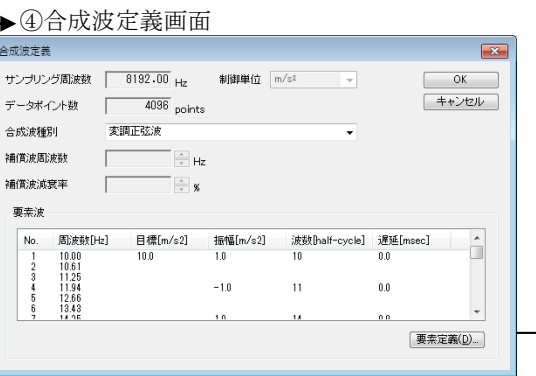 ▶④合成波定義画面
合成波定義
サンプリング周波数 8192.00 Hz 制御単位 m/s² OK
データポイント数 4096 points キャンセル
合成波種別 変調正弦波
補償波周波数 Hz
補償波減衰率 %
要素波
No. 周波数[Hz] 目標[m/s2] 振幅[m/s2] 波数[half-cycle] 遅延[msec]
1 10.00 10.0 1.0 10 0.0
2 10.61
3 11.25
4 11.94 -1.0 11 0.0
5 12.66
6 13.43
要素定義(D)...